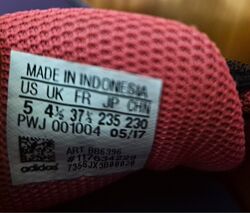 MADE IN INDONESIA
US UK FR JP CHN
5 4½ 37⅓ 235 230
PWJ 001004 05/17
ART BB6396
adidas